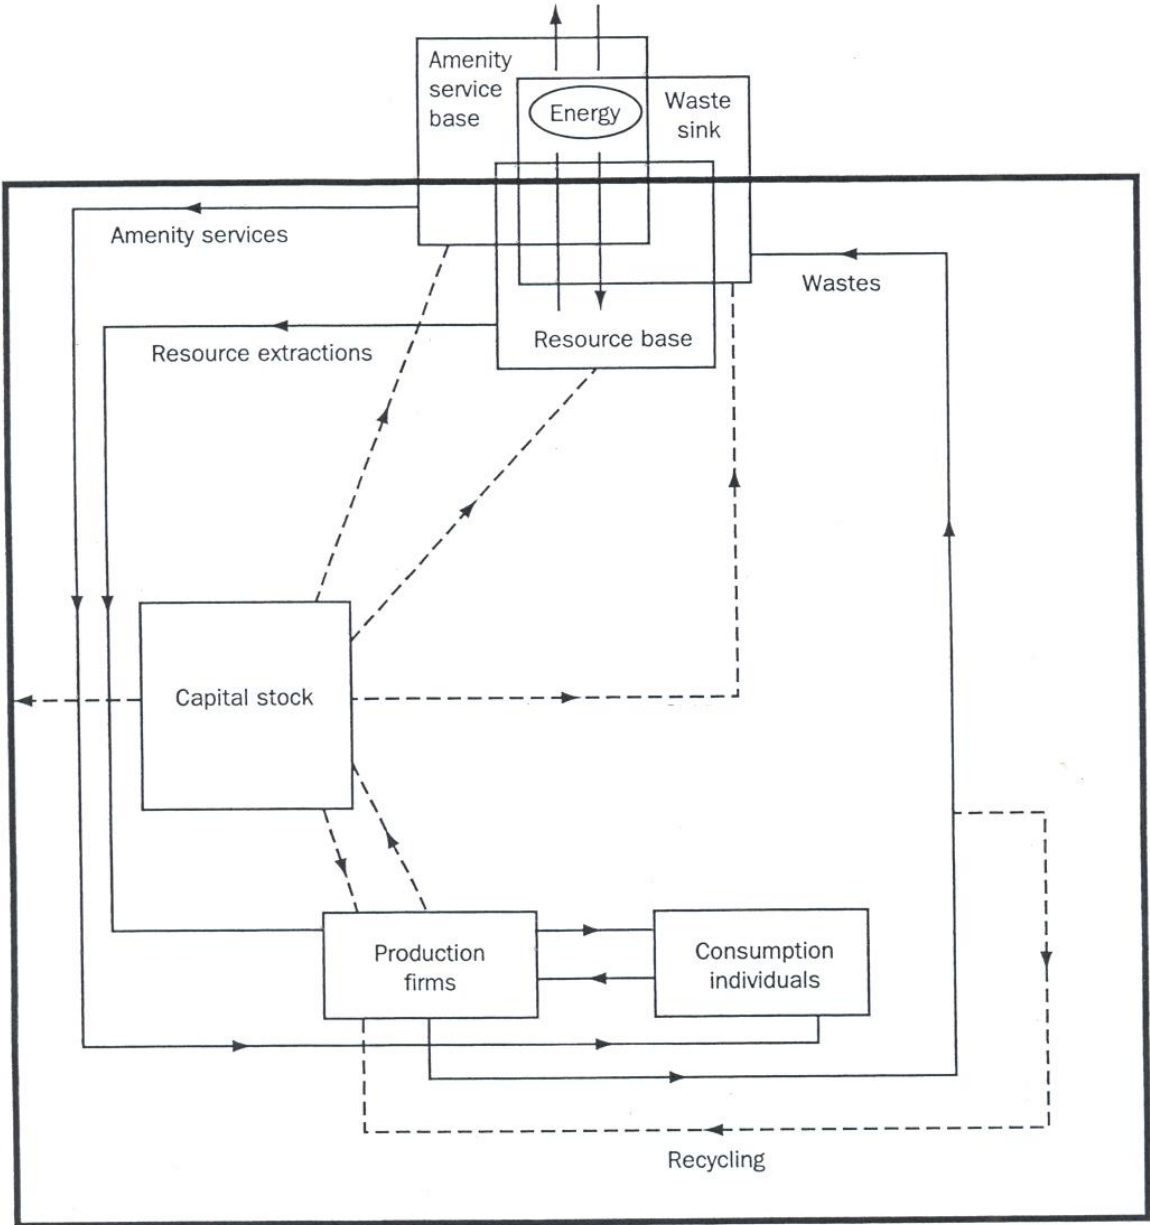 Amenity
service
base
Energy
Waste
sink
Amenity services
Wastes
Resource base
Resource extractions
Capital stock
Production
firms
Consumption
individuals
Recycling